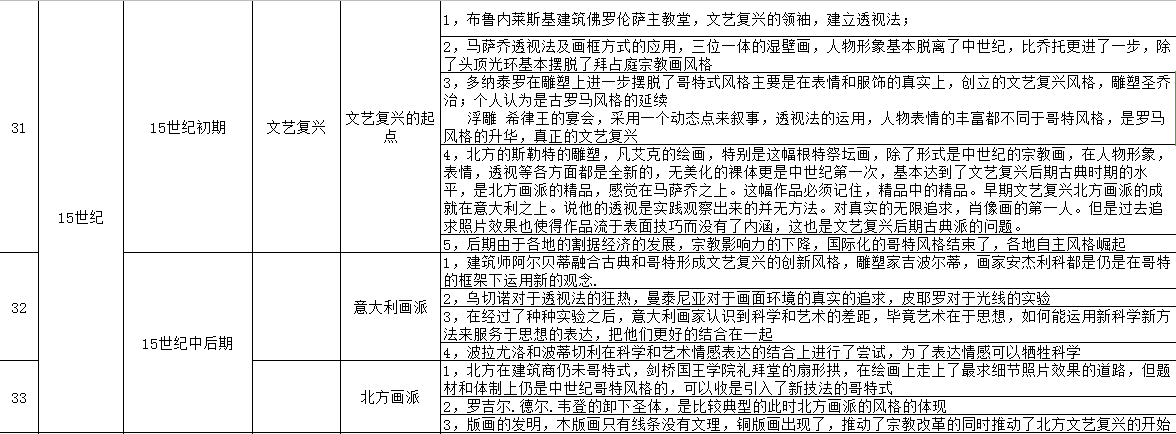 31
15世纪
15世纪初期
文艺复兴
文艺复兴的起
点
1，布鲁内莱斯基建筑佛罗伦萨主教堂，文艺复兴的领袖，建立透视法；
2，马萨乔透视法及画框方式的应用，三位一体的湿壁画，人物形象基本脱离了中世纪，比乔托更进了一步，除
了头顶光环基本摆脱了拜占庭宗教画风格
3，多纳泰罗在雕塑上进一步摆脱了哥特式风格主要是在表情和服饰的真实上，创立的文艺复兴风格，雕塑圣乔
治；个人认为是古罗马风格的延续
浮雕 希律王的宴会，采用一个动态点来叙事，透视法的运用，人物表情的丰富都不同于哥特风格，是罗马
风格的升华，真正的文艺复兴
4，北方的斯勒特的雕塑，凡艾克的绘画，特别是这幅根特祭坛画，除了形式是中世纪的宗教画，在人物形象，
表情，透视等各方面都是全新的，无美化的裸体更是中世纪第一次，基本达到了文艺复兴后期古典时期的水
平，是北方画派的精品，感觉在马萨乔之上。这幅作品必须记住，精品中的精品。早期文艺复兴北方画派的成
就在意大利之上。说他的透视是实践观察出来的并无方法。对真实的无限追求，肖像画的第一人。但是过去追
求照片效果也使得作品流于表面技巧而没有了内涵，这也是文艺复兴后期古典派的问题。
5，后期由于各地的割据经济的发展，宗教影响力的下降，国际化的哥特风格结束了，各地自主风格崛起
32
15世纪中后期
意大利画派
1，建筑师阿尔贝蒂融合古典和哥特形成文艺复兴的创新风格，雕塑家吉波尔蒂，画家安杰利科都是仍是在哥特
的框架下运用新的观念.
2，乌切诺对于透视法的狂热，曼泰尼亚对于画面环境的真实的追求，皮耶罗对于光线的实验
3，在经过了种种实验之后，意大利画家认识到科学和艺术的差距，毕竟艺术在于思想，如何能运用新科学新方
法来服务于思想的表达，把他们更好的结合在一起
4，波拉尤洛和波蒂切利在科学和艺术情感表达的结合上进行了尝试，为了表达情感可以牺牲科学
33
北方画派
1，北方在建筑商仍未哥特式，剑桥国王学院礼拜堂的扇形拱，在绘画上走上了最求细节照片效果的道路，但题
材和体制上仍是中世纪哥特风格的，可以收是引入了新技法的哥特式
2，罗吉尔.德尔.韦登的卸下圣体，是比较典型的此时北方画派的风格的体现
3，版画的发明，木版画只有线条没有文理，铜版画出现了，推动了宗教改革的同时推动了北方文艺复兴的开始